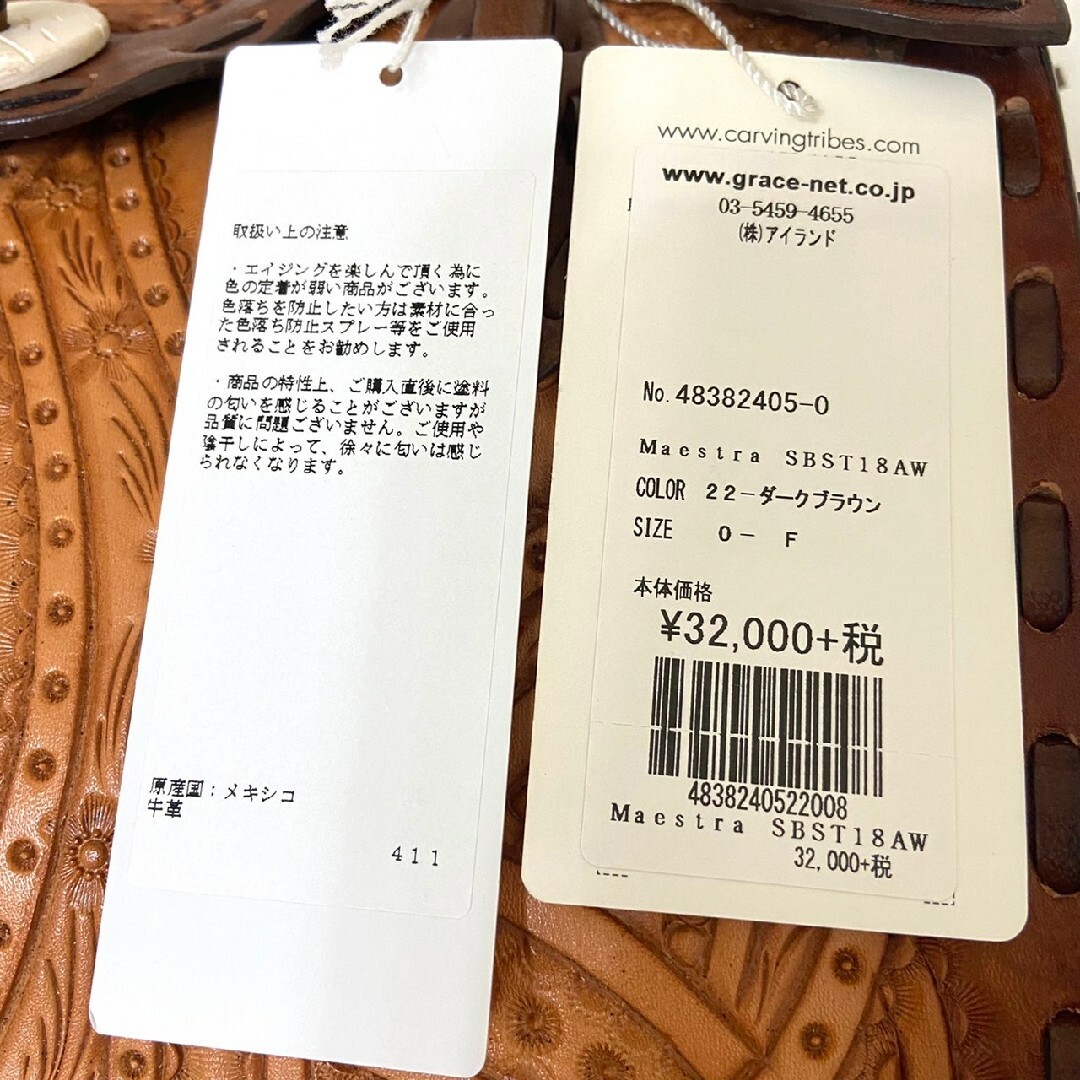 取扱い上の注意
・エイジングを楽しんで頂く為に
色の定着が弱い商品がございます。
色落ちを防止したい方は素材に合っ
た色落ち防止スプレー等をご使用
されることをお勧めします。
・商品の特性上、ご購入直後に塗料
の匂いを感じることがございますが
品質に問題ございません。ご使用や
陰干しによって、徐々に匂いは感じ
られなくなります。
原産国：メキシコ
牛革
411
www.carvingtribes.com
www.grace-net.co.jp
03-5459-4655
(株)アイランド
No.48382405-0
Maestra SBST18AW
COLOR 22-ダークブラウン
SIZE 0- F
本体価格
¥32,000+税
4838240522008
Maestra SBST18AW
32,000+税